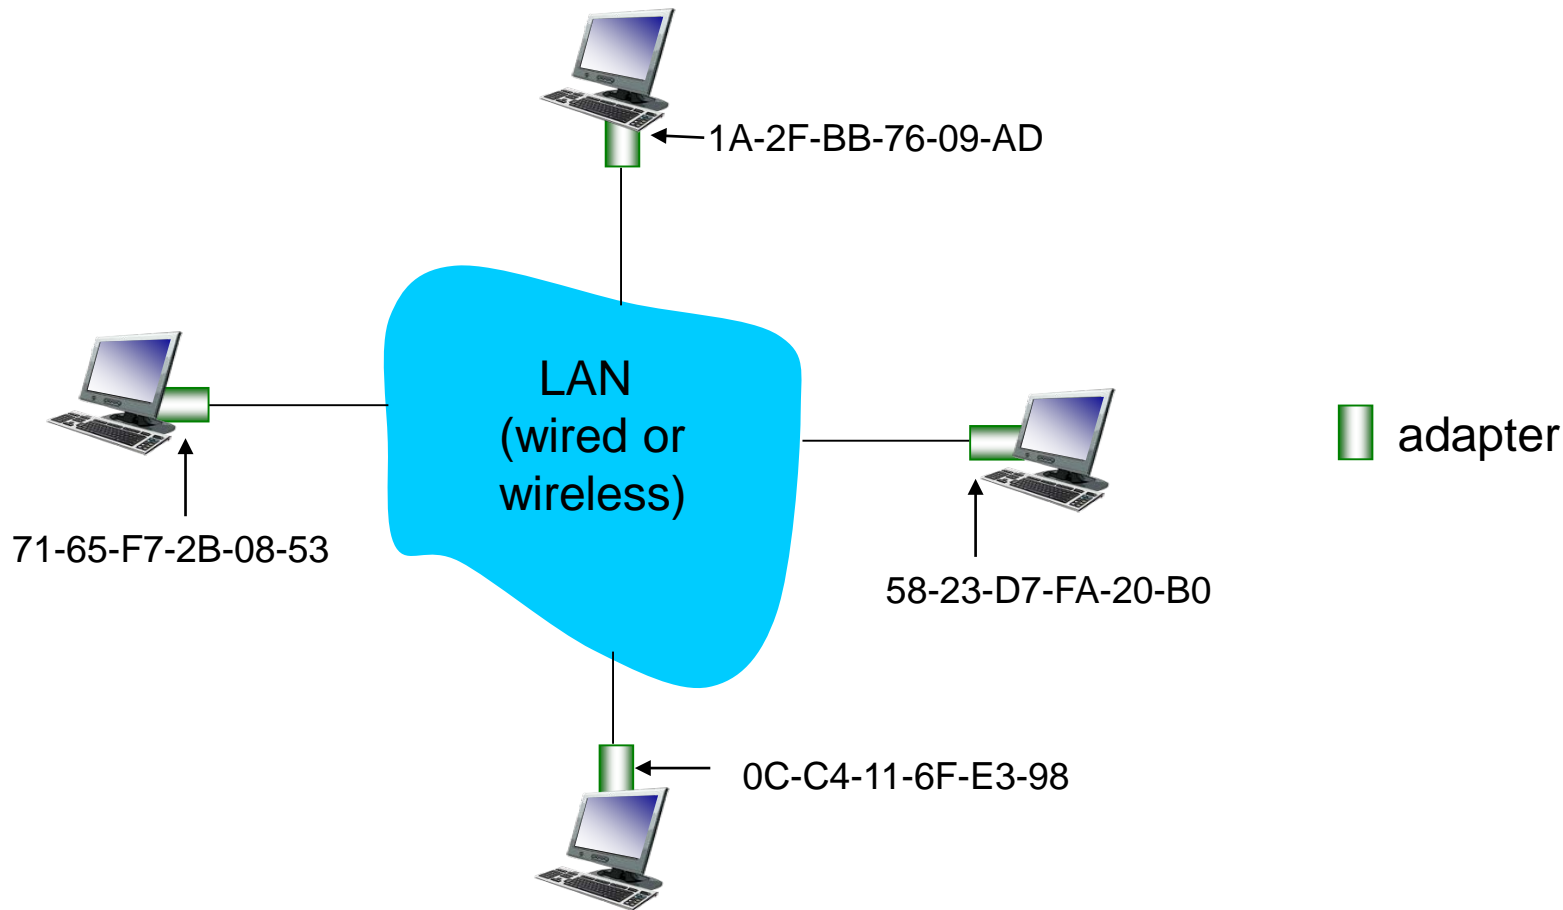 1A-2F-BB-76-09-AD
LAN
(wired or
wireless)
adapter
71-65-F7-2B-08-53
58-23-D7-FA-20-B0
0C-C4-11-6F-E3-98